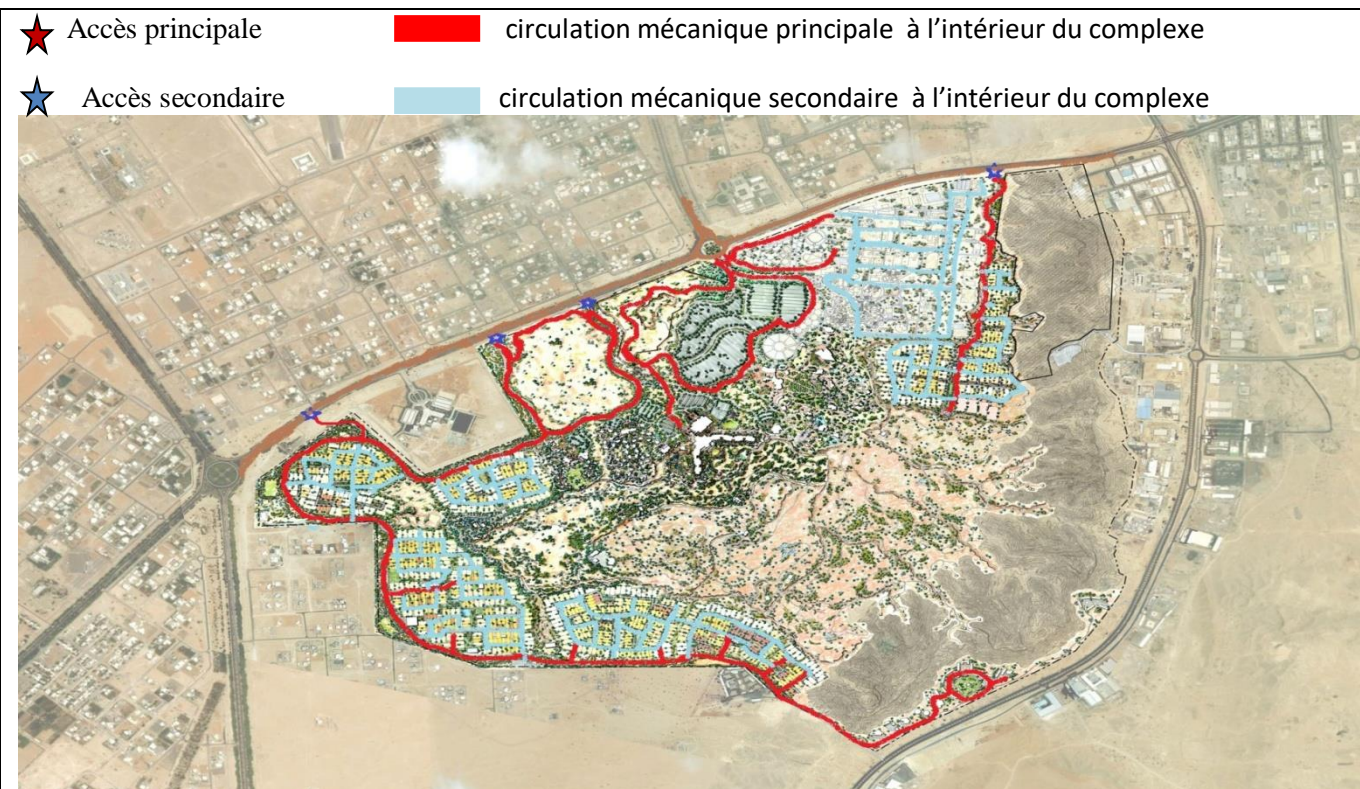 Accès principale
circulation mécanique principale à l'intérieur du complexe
Accès secondaire
circulation mécanique secondaire à l'intérieur du complexe